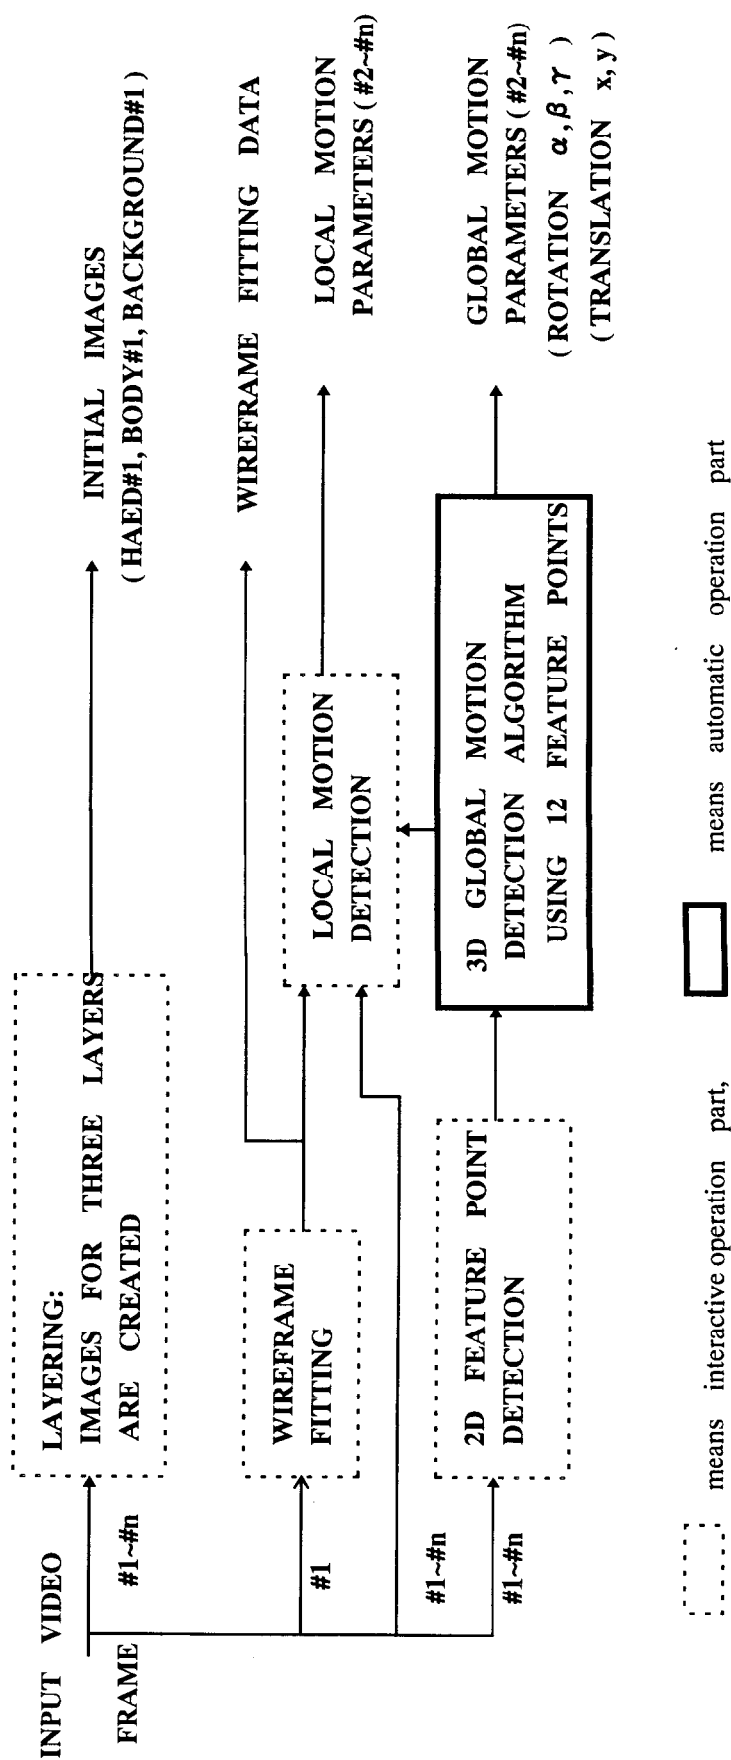 INPUT VIDEO
FRAME
#1~#n
LAYERING:
IMAGES FOR THREE LAYERS
ARE CREATED
INITIAL IMAGES
( HAED#1, BODY#1, BACKGROUND#1 )
#1
WIREFRAME
FITTING
WIREFRAME FITTING DATA
#1~#n
LOCAL MOTION
DETECTION
LOCAL MOTION
PARAMETERS ( #2~#n)
#1~#n
2D FEATURE POINT
DETECTION
3D GLOBAL MOTION
DETECTION ALGORITHM
USING 12 FEATURE POINTS
GLOBAL MOTION
PARAMETERS ( #2~#n)
( ROTATION α,β,γ )
( TRANSLATION x, y )
means interactive operation part,
means automatic operation part